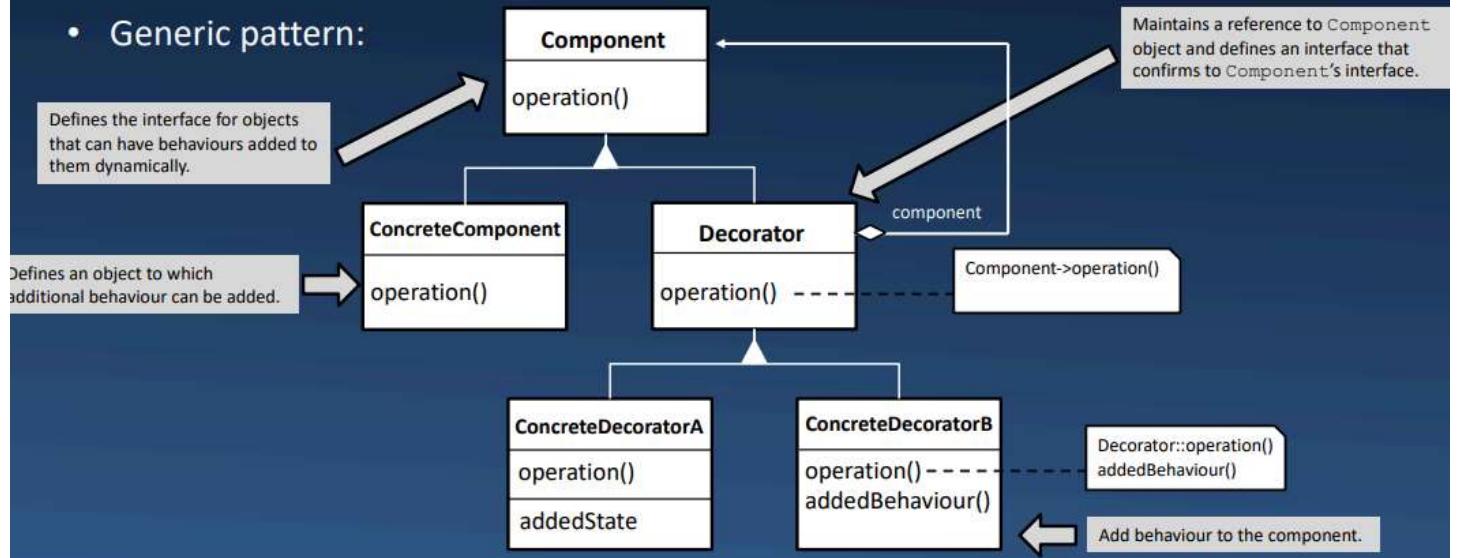 • Generic pattern:
Component
operation()
Maintains a reference to Component
object and defines an interface that
confirms to Component's interface.
Defines the interface for objects
that can have behaviours added to
them dynamically.
ConcreteComponent
operation()
Decorator
operation()
component
Component->operation()
Defines an object to which
additional behaviour can be added.
ConcreteDecoratorA
operation()
addedState
ConcreteDecoratorB
operation()
addedBehaviour()
Decorator::operation()
addedBehaviour()
Add behaviour to the component.